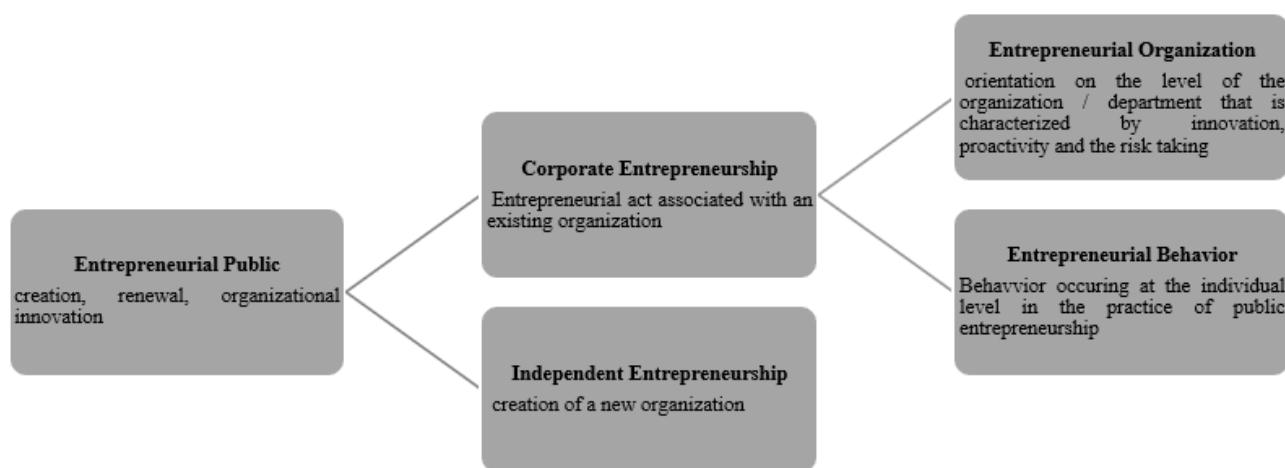 Entrepreneurial Public
creation, renewal, organizational
innovation
Corporate Entrepreneurship
Entrepreneurial act associated with an
existing organization
Independent Entrepreneurship
creation of a new organization
Entrepreneurial Organization
orientation on the level of the
organization / department that is
characterized by innovation,
proactivity and the risk taking
Entrepreneurial Behavior
Behavvior occuring at the individual
level in the practice of public
entrepreneurship